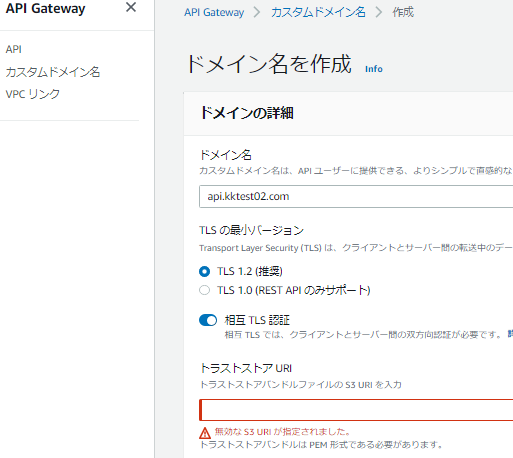 API Gateway
×
API
カスタムドメイン名
VPC リンク
API Gateway > カスタムドメイン名 > 作成
ドメイン名を作成 Info
ドメインの詳細
ドメイン名
カスタムドメイン名は、API ユーザーに提供できる、よりシンプルで直感的な
api.kktest02.com
TLS の最小バージョン
Transport Layer Security (TLS) は、クライアントとサーバー間の転送中のデー
TLS 1.2 (推奨)
TLS 1.0 (REST API のみサポート)
相互 TLS 認証
相互 TLS では、クライアントとサーバー間の双方向認証が必要です。
トラストストア URI
トラストストアバンドルファイルの S3 URI を入力
無効な S3 URI が指定されました。
トラストストアバンドルは PEM 形式である必要があります。